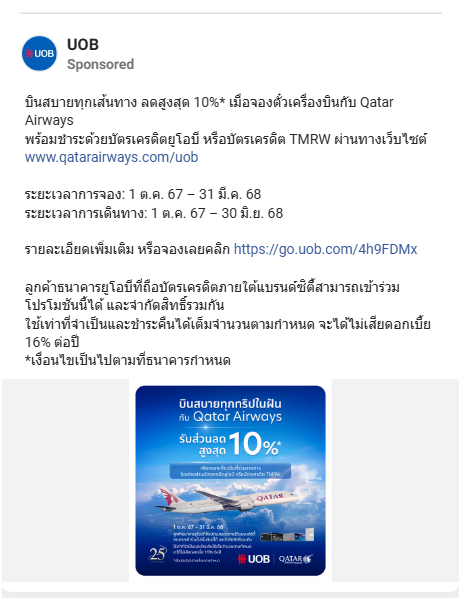 UOB
UOB
Sponsored
บินสบายทุกเส้นทาง ลดสูงสุด 10%* เมื่อจองตั๋วเครื่องบินกับ Qatar
Airways
พร้อมชำระด้วยบัตรเครดิตยูโอบี หรือบัตรเครดิต TMRW ผ่านทางเว็บไซต์
www.qatarairways.com/uob
ระยะเวลาการจอง: 1 ต.ค. 67 – 31 มี.ค. 68
ระยะเวลาการเดินทาง: 1 ต.ค. 67 – 30 มิ.ย. 68
รายละเอียดเพิ่มเติม หรือจองเลยคลิก https://go.uob.com/4h9FDMx
ลูกค้าธนาคารยูโอบีที่ถือบัตรเครดิตภายใต้แบรนด์ซิตี้สามารถเข้าร่วม
โปรโมชันนี้ได้ และจำกัดสิทธิ์รวมกัน
ใช้เท่าที่จำเป็นและชำระคืนได้เต็มจำนวนตามกำหนด จะได้ไม่เสียดอกเบี้ย
16% ต่อปี
*เงื่อนไขเป็นไปตามที่ธนาคารกำหนด
บินสบายทุกทริปในฝัน
กับ Qatar Airways
รับส่วนลด
สูงสุด 10%*
QATAR
1 ต.ค. 67 – 31 มี.ค. 68
25
UOB
QATAR